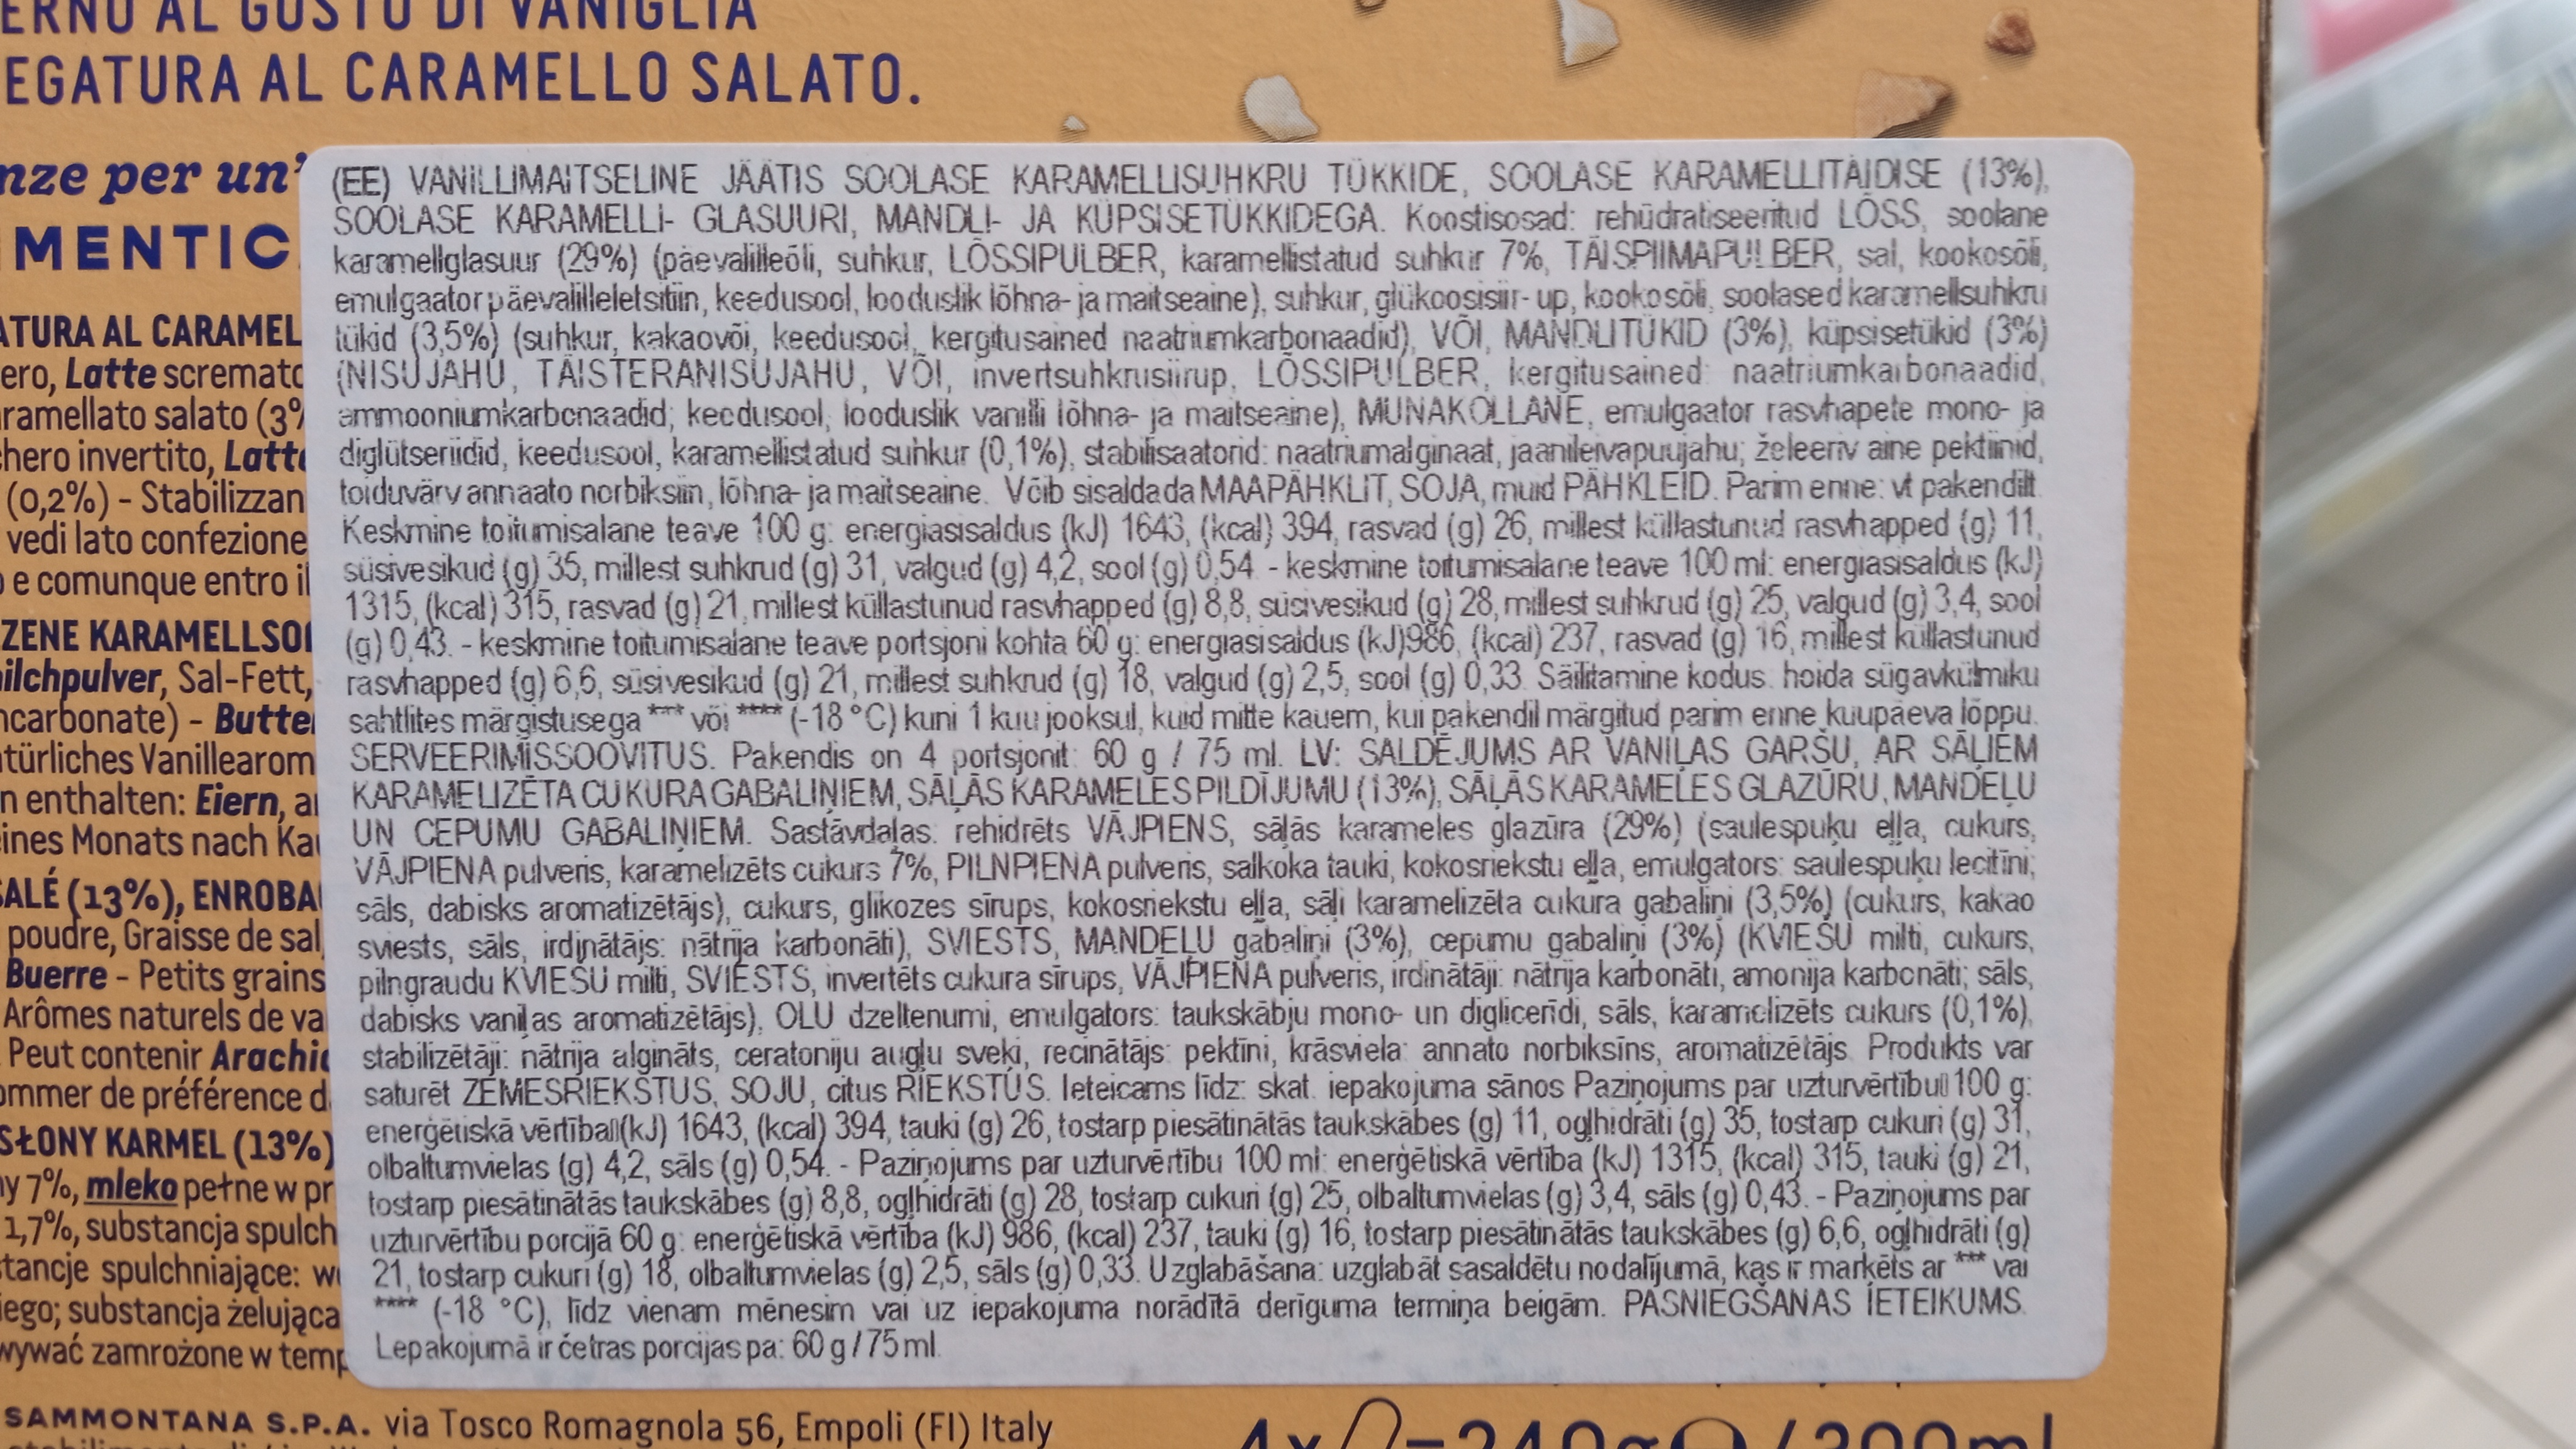 ERNO AL GUSTO DI VANIGLIA
EGATURA AL CARAMELLO SALATO.
nze per un'
IMENTIC
ATURA AL CARAMEL
ero, Latte scremato
aramellato salato (3%
chero invertito, Latte
(0,2%) - Stabilizzan
vedi lato confezione
o e comunque entro il
ZENE KARAMELLSO
milchpulver, Sal-Fett,
ncarbonate) - Butter
atürliches Vanillearom
n enthalten: Eiern, a
eines Monats nach Ka
SALÉ (13%), ENROBA
poudre, Graisse de sal
Buerre - Petits grains
Arômes naturels de va
Peut contenir Arachi
ommer de préférence d
SŁONY KARMEL (13%)
ny 7%, mleko pełne w pr
1,7%, substancja spulch
stancje spulchniające: w
iego; substancja żelująca
wywać zamrożone w temp
(EE) VANILLIMAITSELINE JÄÄTIS SOOLASE KARAMELLISUHKRU TÜKKIDE, SOOLASE KARAMELLITÄIDISE (13%),
SOOLASE KARAMELLI- GLASUURI, MANDLI- JA KÜPSISETÜKKIDEGA. Koostisosad: rehüdratiseeritud LÕSS, soolane
karamellglasuur (29%) (päevalilleõli, suhkur, LÕSSIPULBER, karamellistatud suhkur 7%, TÄISPIIMAPULBER, sal, kookosõli,
emulgaator päevalilleletsitiin, keedusool, looduslik lõhna- ja maitseaine), suhkur, glükoosisiir- up, kookosõli, soolased karamellsuhkru
tükid (3,5%) (suhkur, kakaovõi, keedusool, kergitusained naatriumkarbonaadid), VÕI, MANDLITÜKID (3%), küpsisetükid (3%)
(NISUJAHU, TÄISTERANISUJAHU, VÕI, invertsuhkrusiirup, LÕSSIPULBER, kergitusained: naatriumkarbonaadid,
ammooniumkarbonaadid; keedusool, looduslik vanilli lõhna- ja maitseaine), MUNAKOLLANE, emulgaator rasvhapete mono- ja
diglütseriidid, keedusool, karamellistatud suhkur (0,1%), stabilisaatorid: naatriumalginaat, jaanileivapuujahu; želeeriv aine pektiinid,
toiduvärv annaato norbiksiin, lõhna- ja maitseaine. Võib sisaldada MAAPÄHKLIT, SOJA, muid PÄHKLEID. Parim enne: vt pakendilt.
Keskmine toitumisalane teave 100 g: energiasisaldus (kJ) 1643, (kcal) 394, rasvad (g) 26, millest küllastunud rasvhapped (g) 11,
süsivesikud (g) 35, millest suhkrud (g) 31, valgud (g) 4,2, sool (g) 0,54. - keskmine toitumisalane teave 100 ml: energiasisaldus (kJ)
1315, (kcal) 315, rasvad (g) 21, millest küllastunud rasvhapped (g) 8,8, süsivesikud (g) 28, millest suhkrud (g) 25, valgud (g) 3,4, sool
(g) 0,43. - keskmine toitumisalane teave portsjoni kohta 60 g: energiasisaldus (kJ)986, (kcal) 237, rasvad (g) 16, millest küllastunud
rasvhapped (g) 6,6, süsivesikud (g) 21, millest suhkrud (g) 18, valgud (g) 2,5, sool (g) 0,33. Säilitamine kodus: hoida sügavkülmiku
sahtlites märgistusega *** või **** (-18 °C) kuni 1 kuu jooksul, kuid mitte kauem, kui pakendil märgitud parim enne kuupäeva lõppu.
SERVEERIMISSOOVITUS. Pakendis on 4 portsjonit: 60 g / 75 ml. LV: SALDĒJUMS AR VANIĻAS GARŠU, AR SĀĻIEM
KARAMELIZĒTA CUKURA GABALIŅIEM, SĀĻĀS KARAMELES PILDĪJUMU (13%), SĀĻĀS KARAMELES GLAZŪRU, MANDEĻU
UN CEPUMU GABALIŅIEM. Sastāvdaļas: rehidrēts VĀJPIENS, sāļās karameles glazūra (29%) (saulespuķu eļļa, cukurs,
VĀJPIENA pulveris, karamelizēts cukurs 7%, PILNPIENA pulveris, salkoka tauki, kokosriekstu eļļa, emulgators: saulespuķu lecitīni;
sāls, dabisks aromatizētājs), cukurs, glikozes sīrups, kokosriekstu eļļa, sāļi karamelizēta cukura gabaliņi (3,5%) (cukurs, kakao
sviests, sāls, irdinātājs: nātrija karbonāti), SVIESTS, MANDEĻU gabaliņi (3%), cepumu gabaliņi (3%) (KVIEŠU milti, cukurs,
pilngraudu KVIEŠU milti, SVIESTS, invertēts cukura sīrups, VĀJPIENA pulveris, irdinātāji: nātrija karbonāti, amonija karbonāti; sāls,
dabisks vaniļas aromatizētājs), OLU dzeltenumi, emulgators: taukskābju mono- un diglicerīdi, sāls, karamelizēts cukurs (0,1%),
stabilizētāji: nātrija algināts, ceratoniju augļu sveķi, recinātājs: pektīni, krāsviela: annato norbiksīns, aromatizētājs. Produkts var
saturēt ZEMESRIEKSTUS, SOJU, citus RIEKSTUS. Ieteicams līdz: skat. iepakojuma sānos Paziņojums par uzturvērtību 100 g:
enerģētiskā vērtība (kJ) 1643, (kcal) 394, tauki (g) 26, tostarp piesātinātās taukskābes (g) 11, ogļhidrāti (g) 35, tostarp cukuri (g) 31,
olbaltumvielas (g) 4,2, sāls (g) 0,54. - Paziņojums par uzturvērtību 100 ml: enerģētiskā vērtība (kJ) 1315, (kcal) 315, tauki (g) 21,
tostarp piesātinātās taukskābes (g) 8,8, ogļhidrāti (g) 28, tostarp cukuri (g) 25, olbaltumvielas (g) 3,4, sāls (g) 0,43. - Paziņojums par
uzturvērtību porcijā 60 g: enerģētiskā vērtība (kJ) 986, (kcal) 237, tauki (g) 16, tostarp piesātinātās taukskābes (g) 6,6, ogļhidrāti (g)
21, tostarp cukuri (g) 18, olbaltumvielas (g) 2,5, sāls (g) 0,33. Uzglabāšana: uzglabāt sasaldētu nodalījumā, kas ir marķēts ar *** vai
**** (-18 °C), līdz vienam mēnesim vai uz iepakojuma norādītā derīguma termiņa beigām. PASNIEGŠANAS IETEIKUMS.
Lepakojumā ir četras porcijas pa: 60 g / 75 ml.
SAMMONTANA S.P.A. via Tosco Romagnola 56, Empoli (FI) Italy
4x = 240g / 300ml